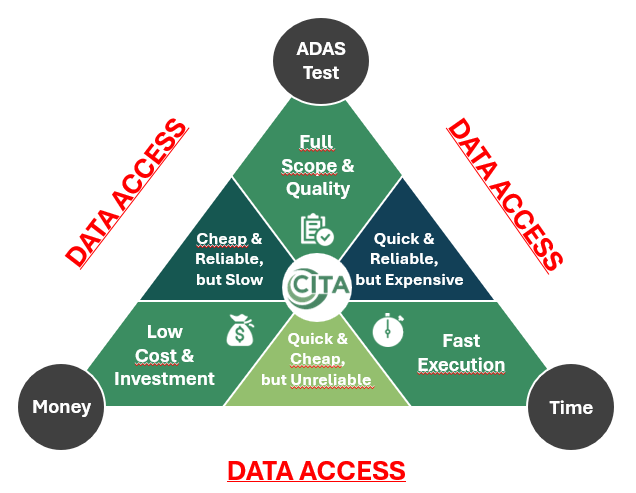 ADAS
Test
DATA ACCESS
DATA ACCESS
Full
Scope &
Quality
Cheap &
Reliable,
but Slow
Quick &
Reliable,
but Expensive
CITA
Low
Cost &
Investment
Quick &
Cheap,
but Unreliable
Fast
Execution
Money
Time
DATA ACCESS